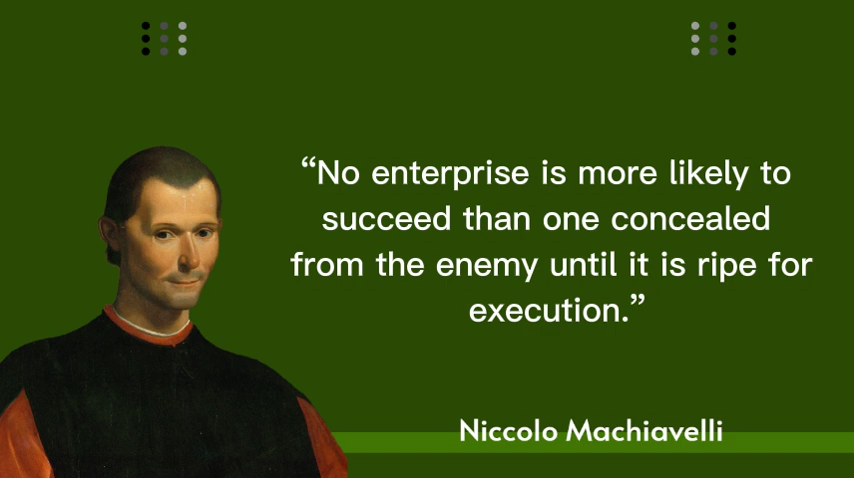 “No enterprise is more likely to
succeed than one concealed
from the enemy until it is ripe for
execution.”
Niccolo Machiavelli